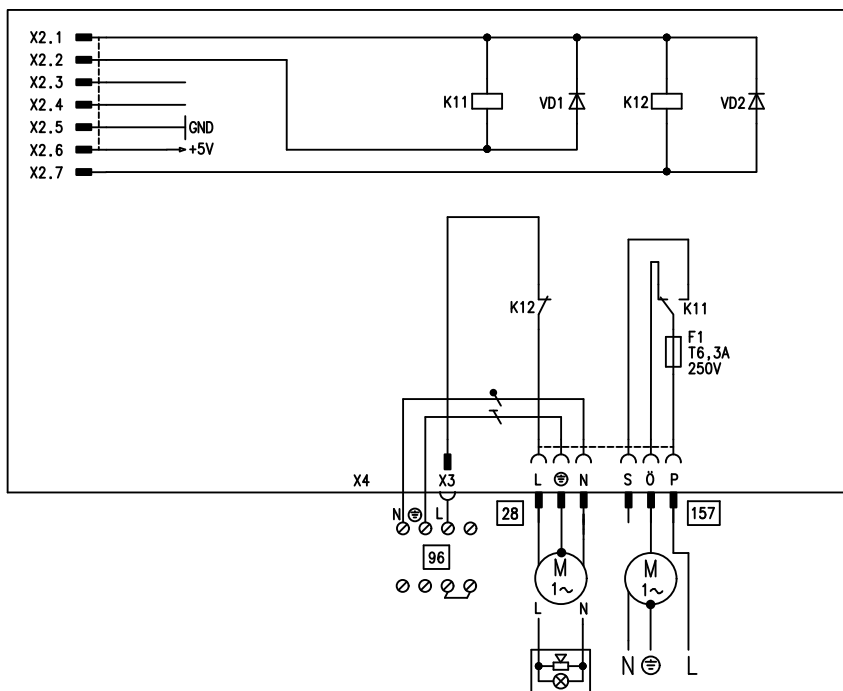 X2.1
X2.2
X2.3
X2.4
X2.5
GND
X2.6
+5V
X2.7
K11
VD1
K12
VD2
K12
K11
F1
T6,3A
250V
X4
X3
L
N
S
Ö
P
N
L
28
157
96
M
1~
M
1~
L
N
N
L